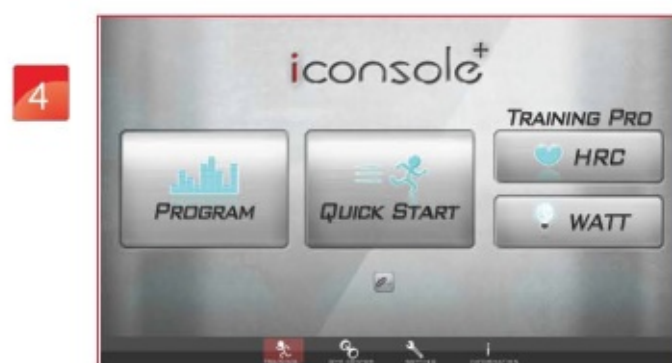 4
iconsole+
TRAINING PRO
HRC
PROGRAM
QUICK START
WATT